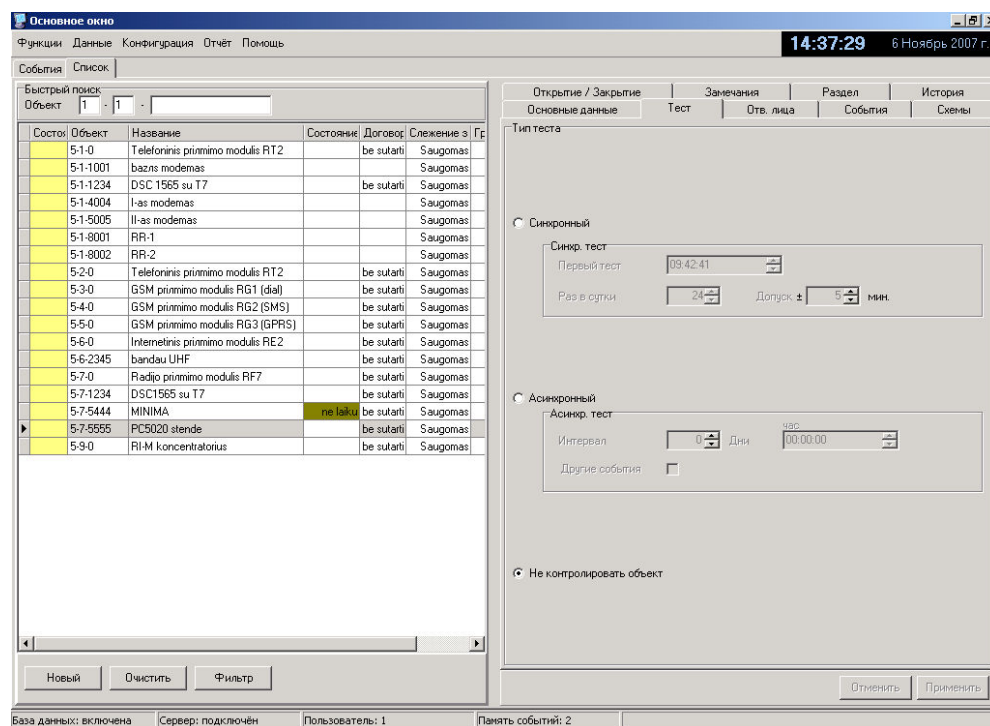 Основное окно
Функции Данные Конфигурация Отчёт Помощь
14:37:29 6 Ноябрь 2007 г.
События Список
Быстрый поиск
Объект 1 - 1 -
Состоя Объект Название Состояние Договор Слежение з Гр
5-1-0 Telefoninis priлmimo modulis RT2 be sutarti Saugomas
5-1-1001 bazлs modemas Saugomas
5-1-1234 DSC 1565 su T7 be sutarti Saugomas
5-1-4004 I-as modemas Saugomas
5-1-5005 II-as modemas Saugomas
5-1-8001 RR-1 Saugomas
5-1-8002 RR-2 Saugomas
5-2-0 Telefoninis priлmimo modulis RT2 be sutarti Saugomas
5-3-0 GSM priлmimo modulis RG1 (dial) be sutarti Saugomas
5-4-0 GSM priлmimo modulis RG2 (SMS) be sutarti Saugomas
5-5-0 GSM priлmimo modulis RG3 (GPRS) be sutarti Saugomas
5-6-0 Internetinis priлmimo modulis RE2 be sutarti Saugomas
5-6-2345 bandau UHF be sutarti Saugomas
5-7-0 Radijo priлmimo modulis RF7 be sutarti Saugomas
5-7-1234 DSC1565 su T7 be sutarti Saugomas
5-7-5444 MINIMA ne laiku be sutarti Saugomas
5-7-5555 PC5020 stende be sutarti Saugomas
5-9-0 RI-M koncentratorius be sutarti Saugomas
Новый Очистить Фильтр
Открытие / Закрытие Замечания Раздел История
Основные данные Тест Отв. лица События Схемы
Тип теста
Синхронный
Синхр. тест
Первый тест 09:42:41
Раз в сутки 24 Допуск ± 5 мин.
Асинхронный
Асинхр. тест
час
Интервал 0 Дни 00:00:00
Другие события
Не контролировать объект
Отменить Применить
База данных: включена Сервер: подключён Пользователь: 1 Память событий: 2